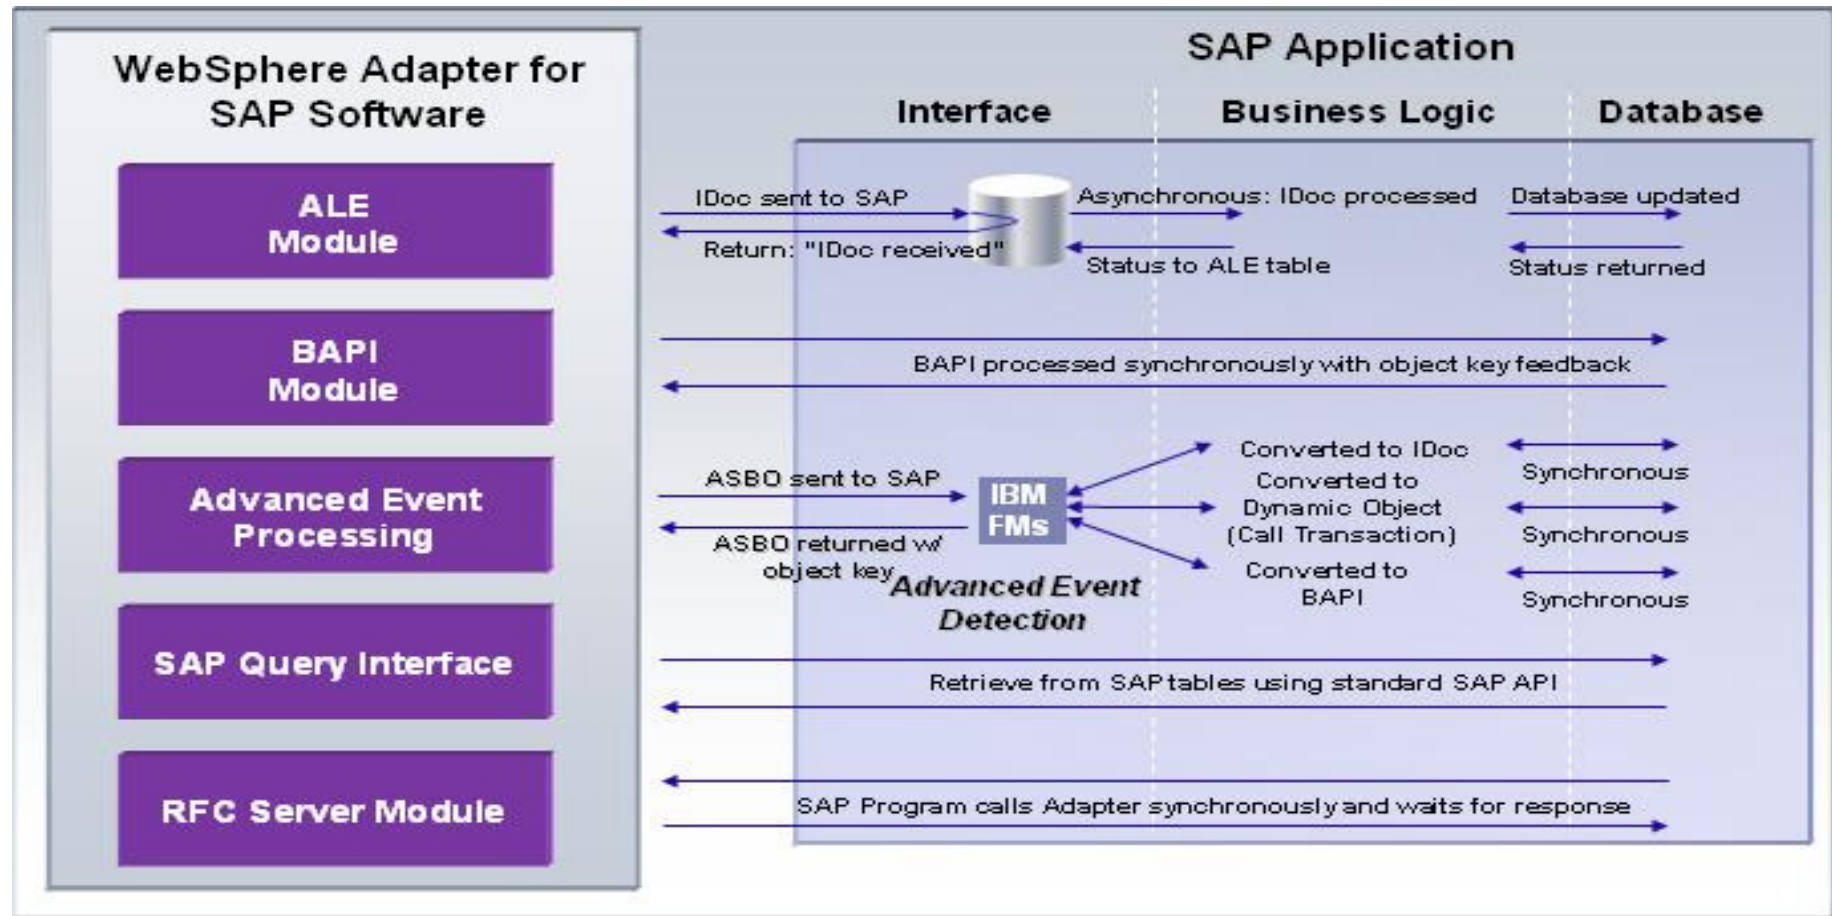 WebSphere Adapter for
SAP Software
ALE
Module
BAPI
Module
Advanced Event
Processing
SAP Query Interface
RFC Server Module
SAP Application
Interface
Business Logic
Database
IDoc sent to SAP
Return: "IDoc received"
Asynchronous: IDoc processed
Status to ALE table
Database updated
Status returned
BAPI processed synchronously with object key feedback
ASBO sent to SAP
ASBO returned w/
object key
IBM
FMs
Advanced Event
Detection
Converted to IDoc
Converted to
Dynamic Object
(Call Transaction)
Converted to
BAPI
Synchronous
Synchronous
Synchronous
Retrieve from SAP tables using standard SAP API
SAP Program calls Adapter synchronously and waits for response